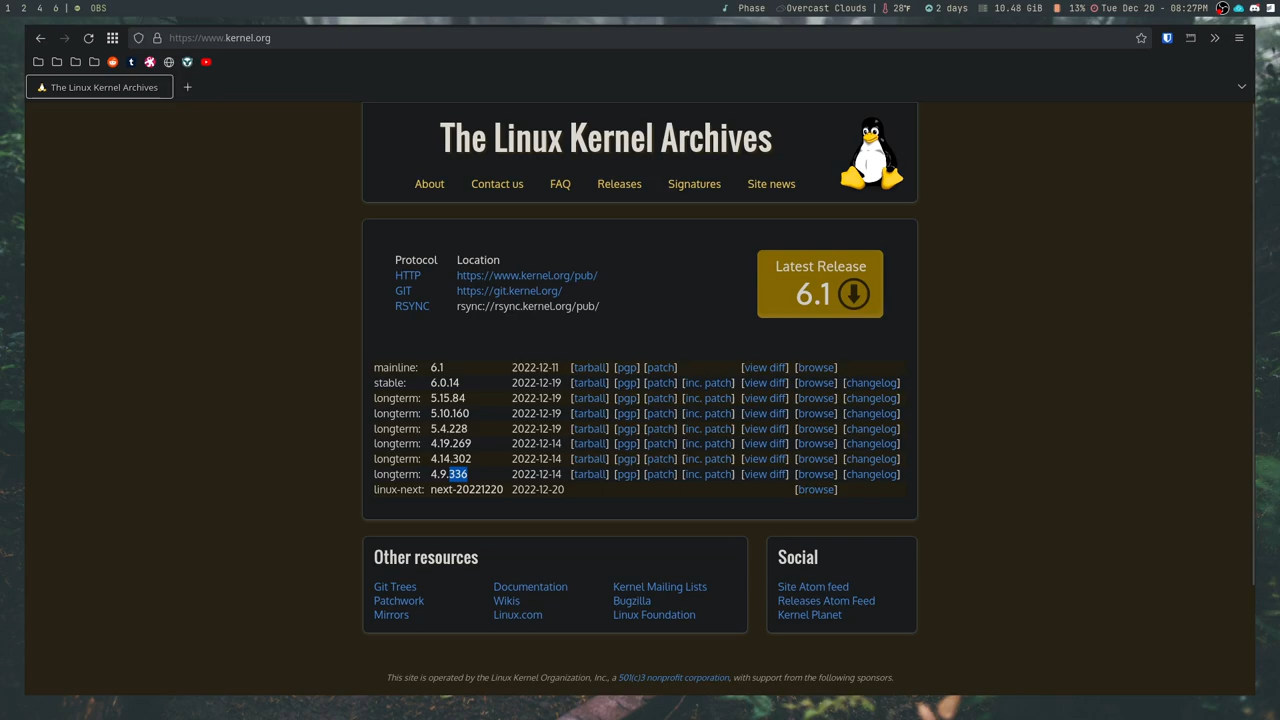 1 2 4 6 | OBS Phase Overcast Clouds | 28°F 2 days 10.48 GiB 13% Tue Dec 20 - 08:27PM
https://www.kernel.org
The Linux Kernel Archives
The Linux Kernel Archives
About Contact us FAQ Releases Signatures Site news
Protocol Location
HTTP https://www.kernel.org/pub/
GIT https://git.kernel.org/
RSYNC rsync://rsync.kernel.org/pub/
Latest Release
6.1
mainline: 6.1 2022-12-11 [tarball] [pgp] [patch] [view diff] [browse]
stable: 6.0.14 2022-12-19 [tarball] [pgp] [patch] [inc. patch] [view diff] [browse] [changelog]
longterm: 5.15.84 2022-12-19 [tarball] [pgp] [patch] [inc. patch] [view diff] [browse] [changelog]
longterm: 5.10.160 2022-12-19 [tarball] [pgp] [patch] [inc. patch] [view diff] [browse] [changelog]
longterm: 5.4.228 2022-12-19 [tarball] [pgp] [patch] [inc. patch] [view diff] [browse] [changelog]
longterm: 4.19.269 2022-12-14 [tarball] [pgp] [patch] [inc. patch] [view diff] [browse] [changelog]
longterm: 4.14.302 2022-12-14 [tarball] [pgp] [patch] [inc. patch] [view diff] [browse] [changelog]
longterm: 4.9.336 2022-12-14 [tarball] [pgp] [patch] [inc. patch] [view diff] [browse] [changelog]
linux-next: next-20221220 2022-12-20 [browse]
Other resources
Git Trees Documentation Kernel Mailing Lists
Patchwork Wikis Bugzilla
Mirrors Linux.com Linux Foundation
Social
Site Atom feed
Releases Atom Feed
Kernel Planet
This site is operated by the Linux Kernel Organization, Inc., a 501(c)3 nonprofit corporation, with support from the following sponsors.